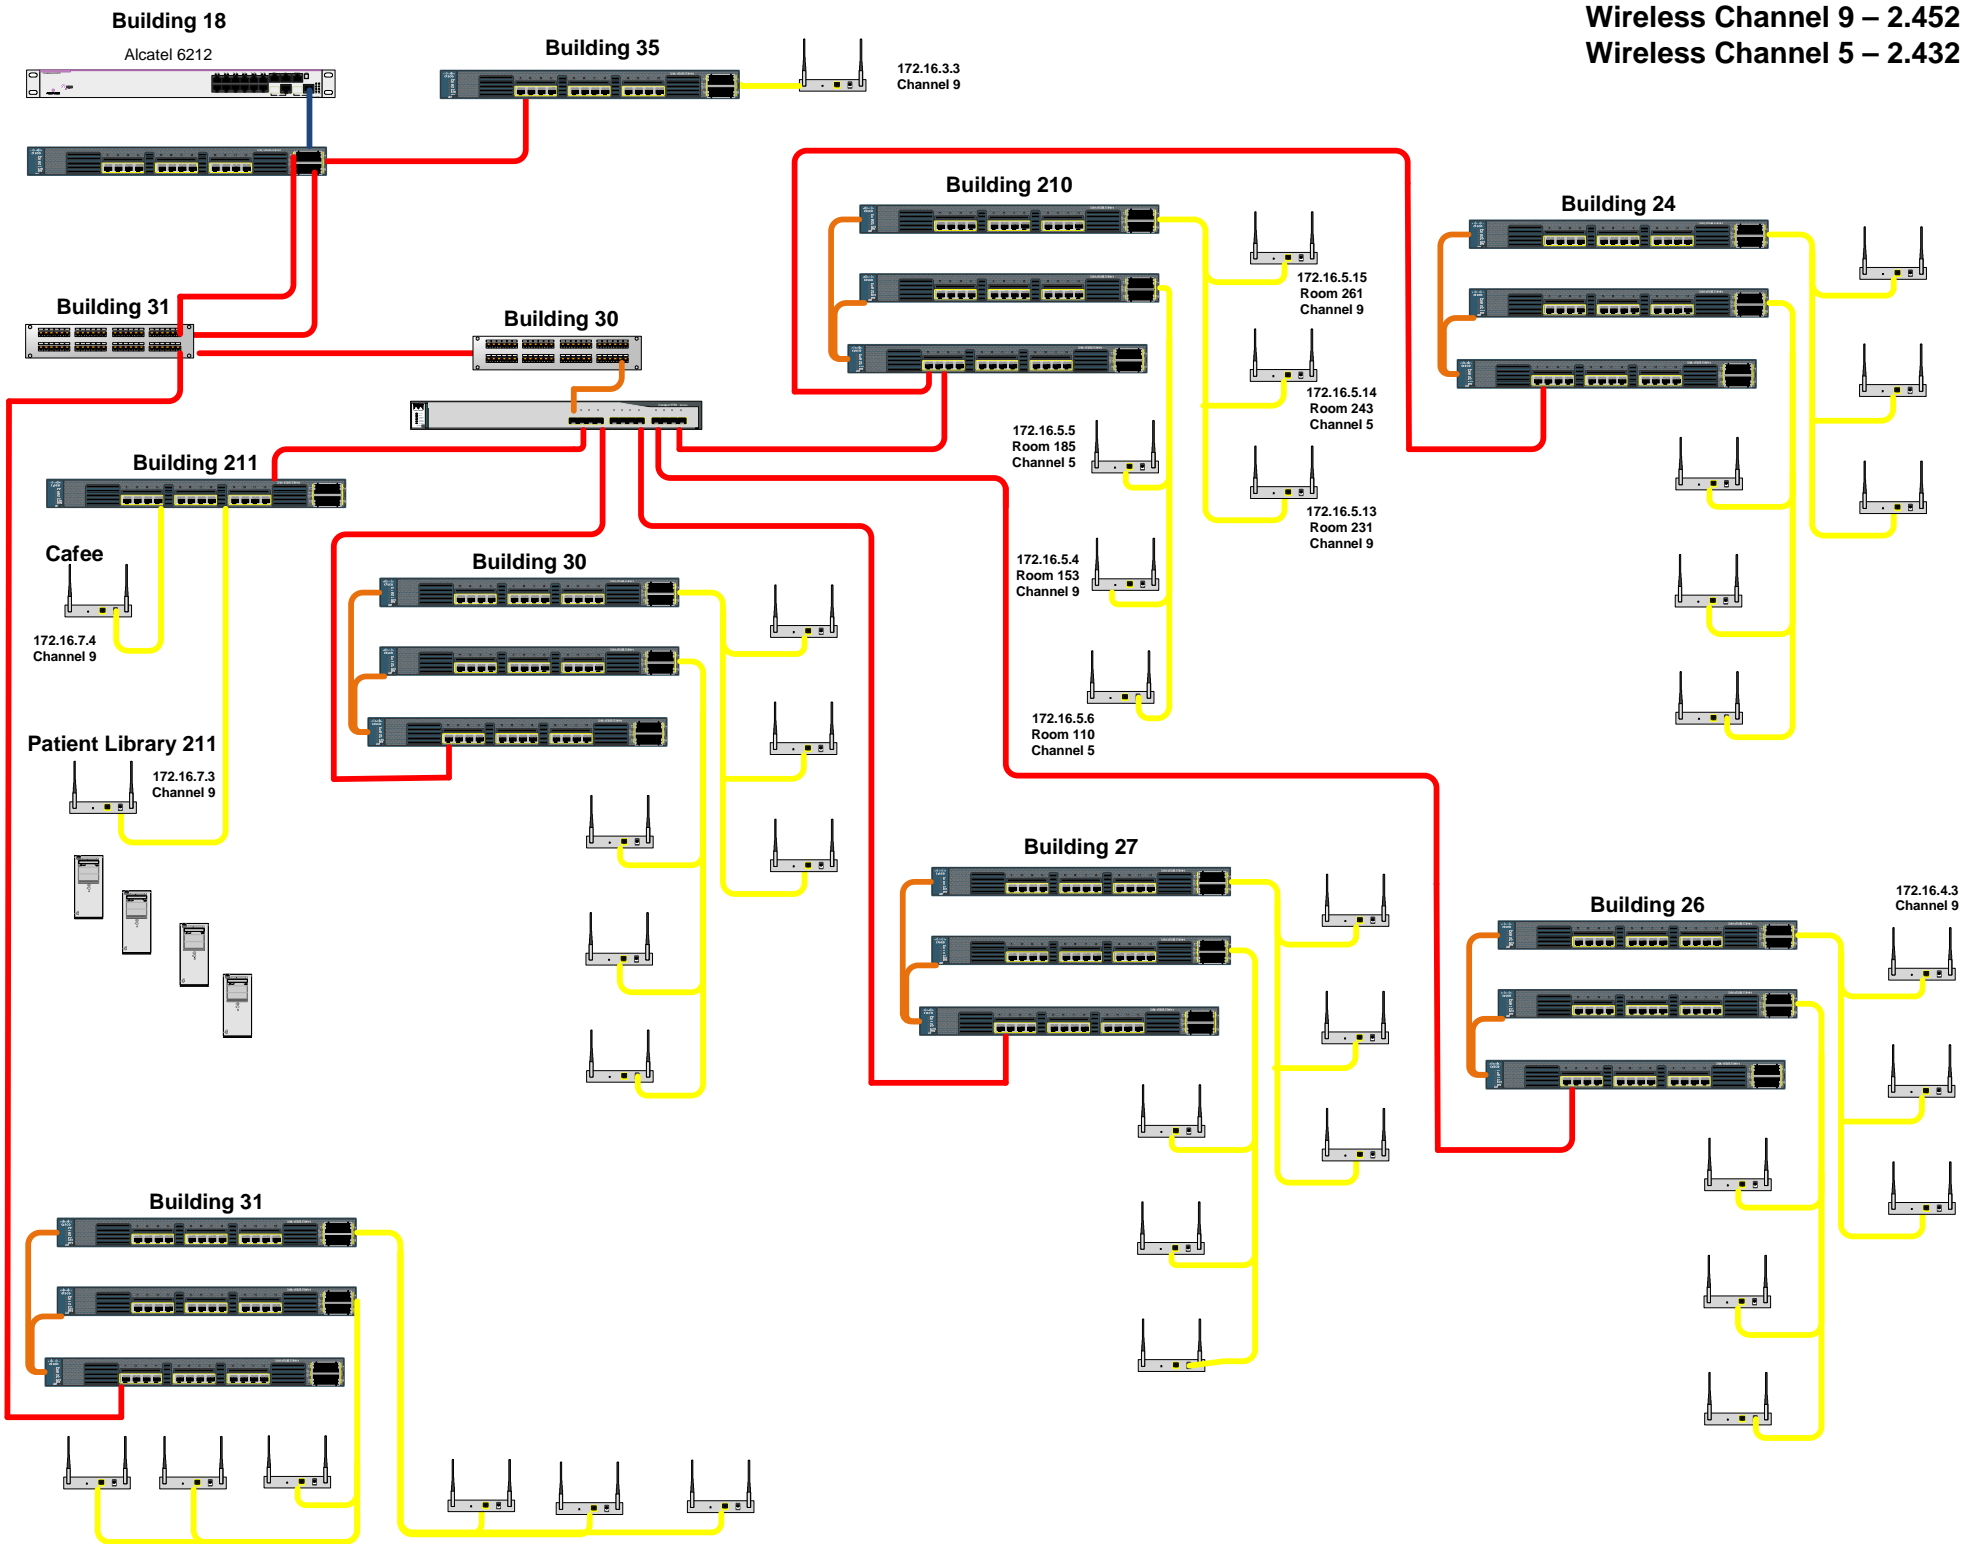 Wireless Channel 9 – 2.452
Wireless Channel 5 – 2.432
Building 18
Alcatel 6212
Building 35
172.16.3.3
Channel 9
Building 210
Building 24
172.16.5.15
Room 261
Channel 9
Building 31
Building 30
172.16.5.14
Room 243
Channel 5
172.16.5.5
Room 185
Channel 5
Building 211
172.16.5.13
Room 231
Channel 9
Cafee
172.16.7.4
Channel 9
Building 30
172.16.5.4
Room 153
Channel 9
172.16.5.6
Room 110
Channel 5
Patient Library 211
172.16.7.3
Channel 9
Building 27
Building 26
172.16.4.3
Channel 9
Building 31